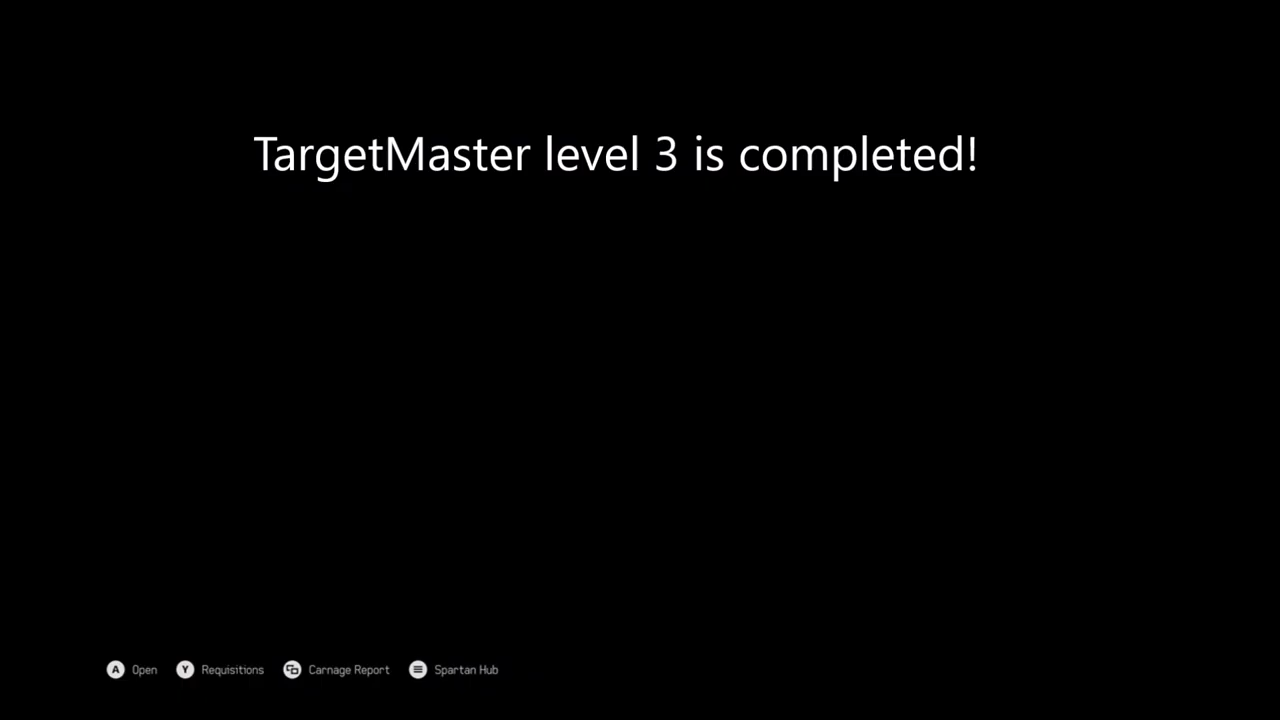 TargetMaster level 3 is completed!
A Open Y Requisitions Carnage Report Spartan Hub